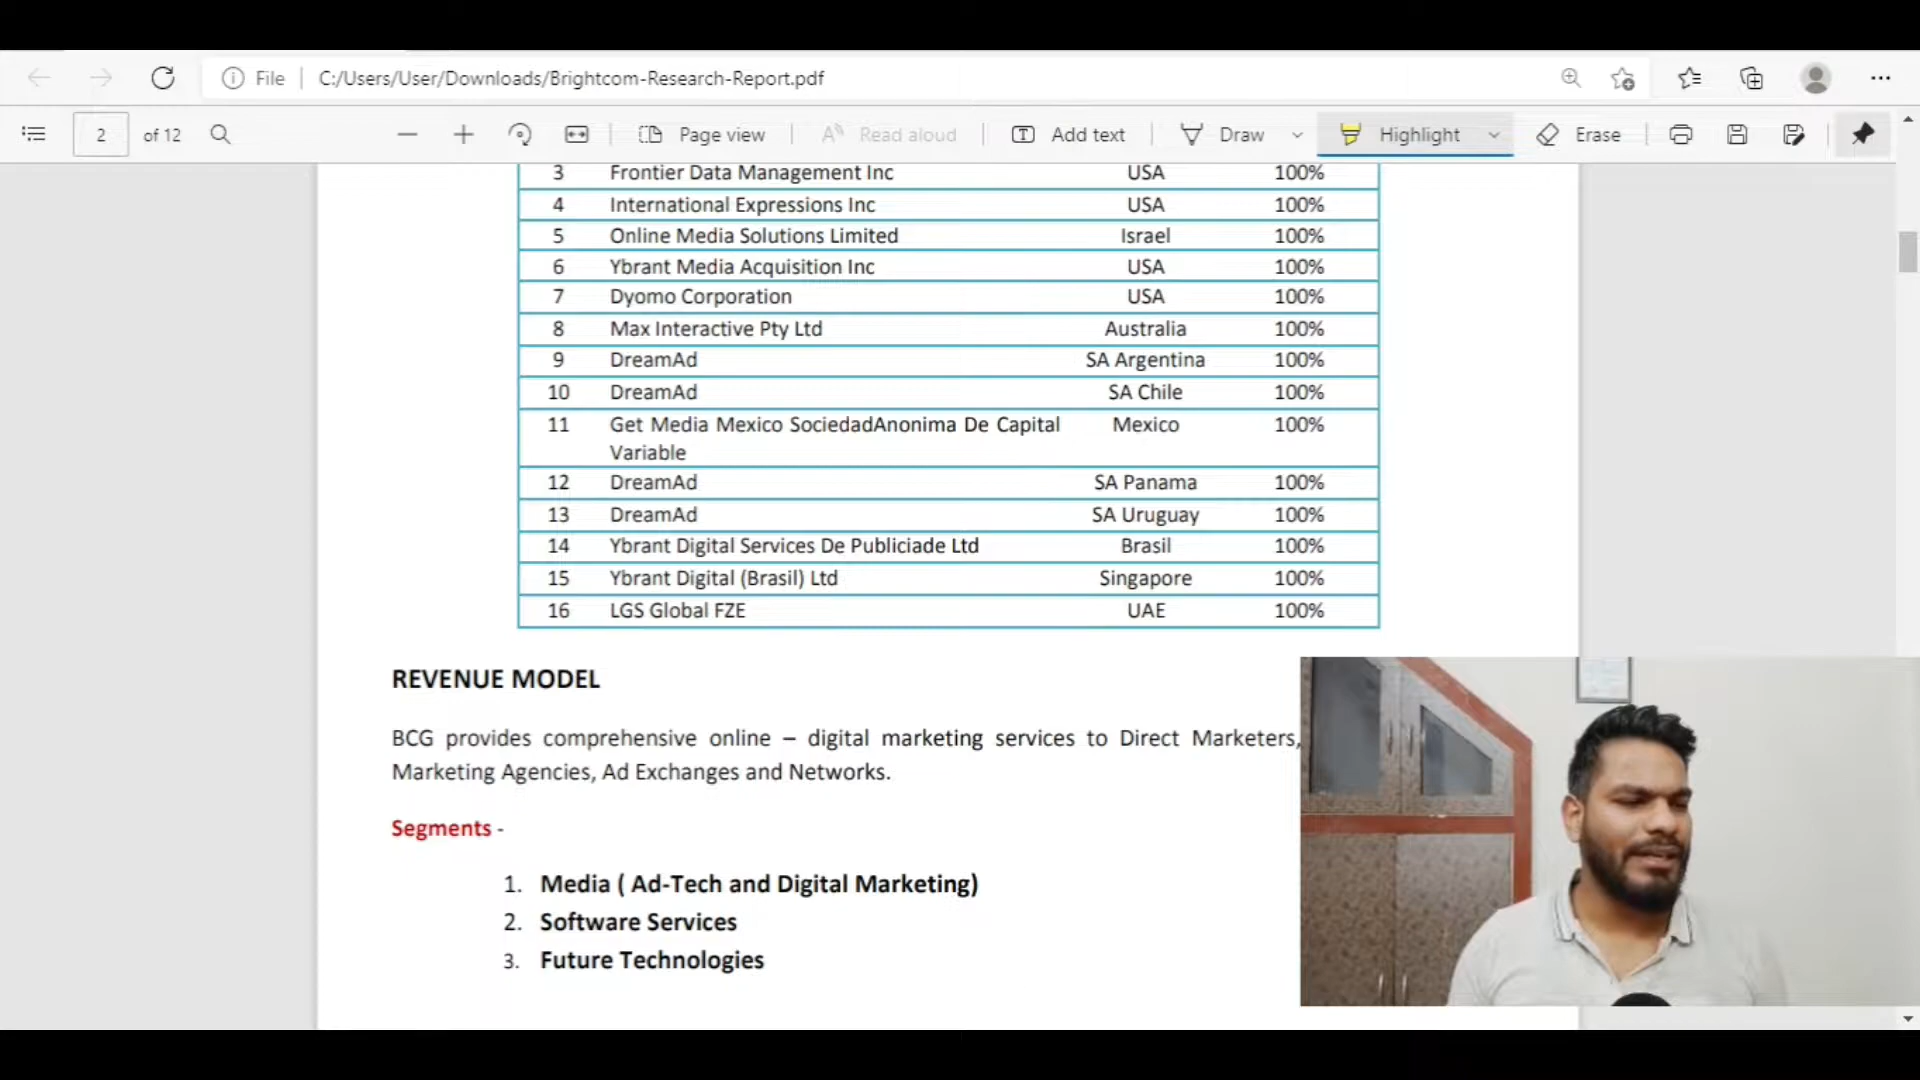 File C:/Users/User/Downloads/Brightcom-Research-Report.pdf
2 of 12 Page view Read aloud Add text Draw Highlight Erase
3 Frontier Data Management Inc USA 100%
4 International Expressions Inc USA 100%
5 Online Media Solutions Limited Israel 100%
6 Ybrant Media Acquisition Inc USA 100%
7 Dyomo Corporation USA 100%
8 Max Interactive Pty Ltd Australia 100%
9 DreamAd SA Argentina 100%
10 DreamAd SA Chile 100%
11 Get Media Mexico SociedadAnonima De Capital Mexico 100%
Variable
12 DreamAd SA Panama 100%
13 DreamAd SA Uruguay 100%
14 Ybrant Digital Services De Publiciade Ltd Brasil 100%
15 Ybrant Digital (Brasil) Ltd Singapore 100%
16 LGS Global FZE UAE 100%
REVENUE MODEL
BCG provides comprehensive online – digital marketing services to Direct Marketers,
Marketing Agencies, Ad Exchanges and Networks.
Segments -
1. Media ( Ad-Tech and Digital Marketing)
2. Software Services
3. Future Technologies